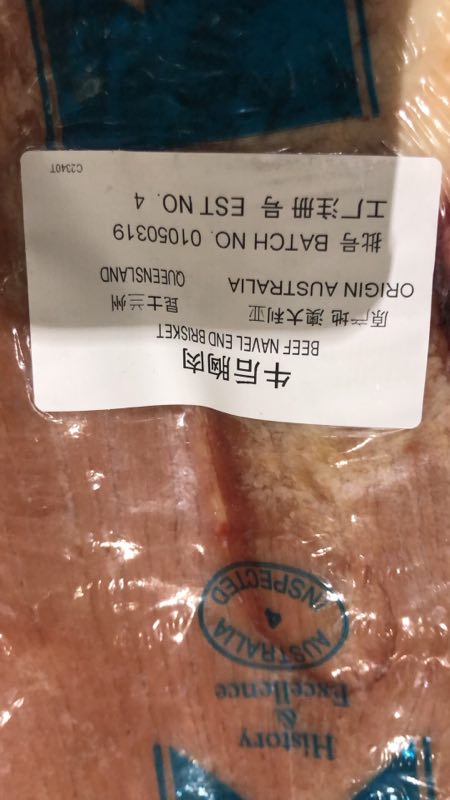 牛后胸肉
BEEF NAVEL END BRISKET
原产地 澳大利亚 昆士兰州
ORIGIN AUSTRALIA QUEENSLAND
批号 BATCH NO. 01050319
工厂注册号 EST NO. 4
C2340T
History
&
Excellence
AUSTRALIA
4
INSPECTED